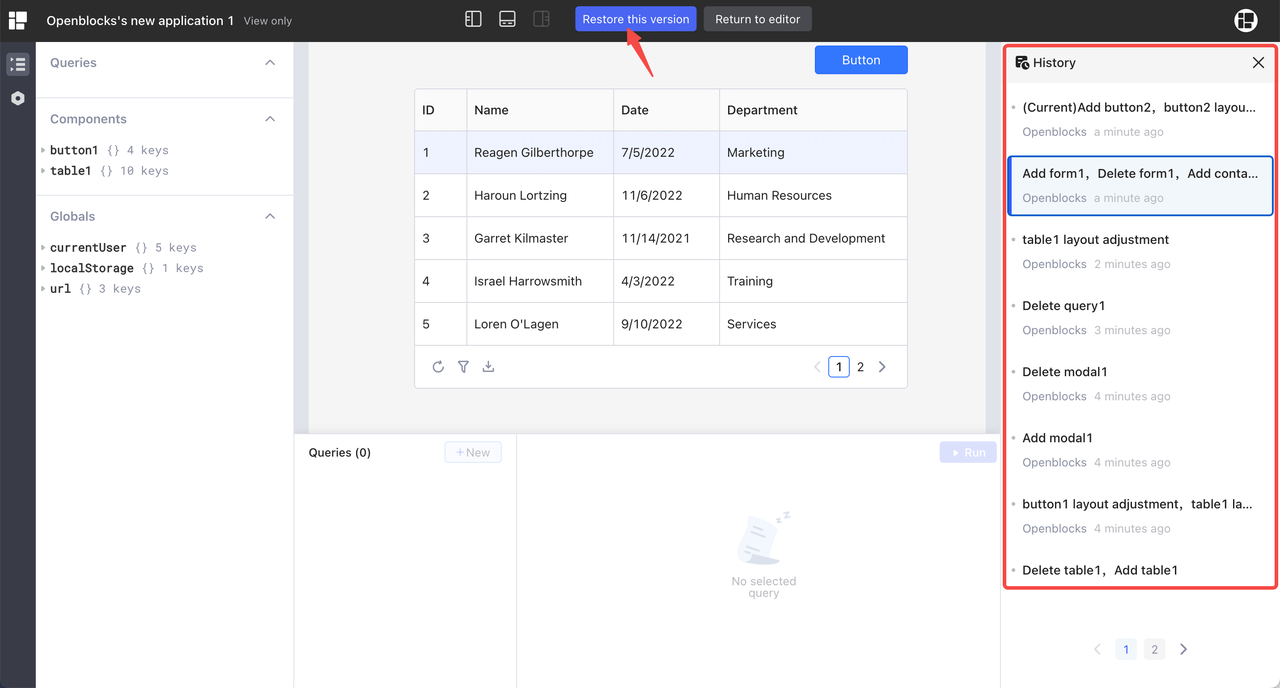 Openblocks's new application 1 View only
Restore this version
Return to editor
Queries
Components
button1 {} 4 keys
table1 {} 10 keys
Globals
currentUser {} 5 keys
localStorage {} 1 keys
url {} 3 keys
Button
ID Name Date Department
1 Reagen Gilberthorpe 7/5/2022 Marketing
2 Haroun Lortzing 11/6/2022 Human Resources
3 Garret Kilmaster 11/14/2021 Research and Development
4 Israel Harrowsmith 4/3/2022 Training
5 Loren O'Lagen 9/10/2022 Services
1 2
Queries (0)
+ New
Run
No selected
query
History
(Current)Add button2，button2 layou...
Openblocks a minute ago
Add form1，Delete form1，Add conta...
Openblocks a minute ago
table1 layout adjustment
Openblocks 2 minutes ago
Delete query1
Openblocks 3 minutes ago
Delete modal1
Openblocks 4 minutes ago
Add modal1
Openblocks 4 minutes ago
button1 layout adjustment，table1 la...
Openblocks 4 minutes ago
Delete table1，Add table1
1 2